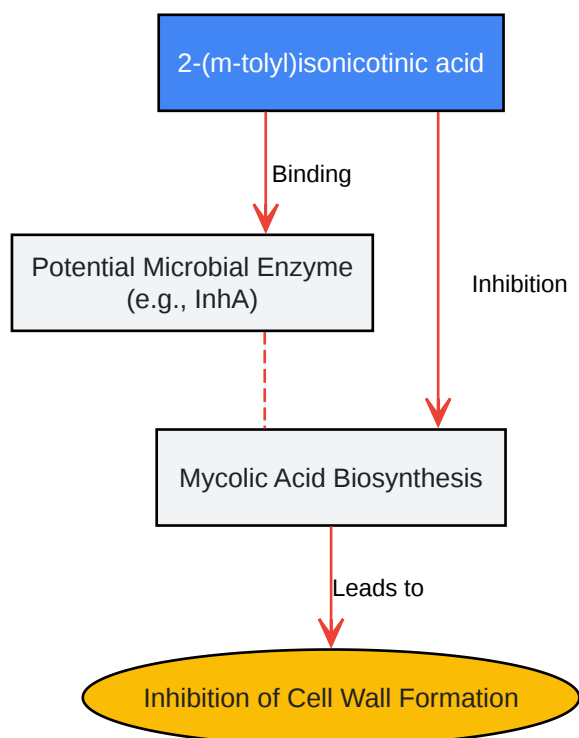 2-(m-tolyl)isonicotinic acid
Binding
Potential Microbial Enzyme
(e.g., InhA)
Inhibition
Mycolic Acid Biosynthesis
Leads to
Inhibition of Cell Wall Formation